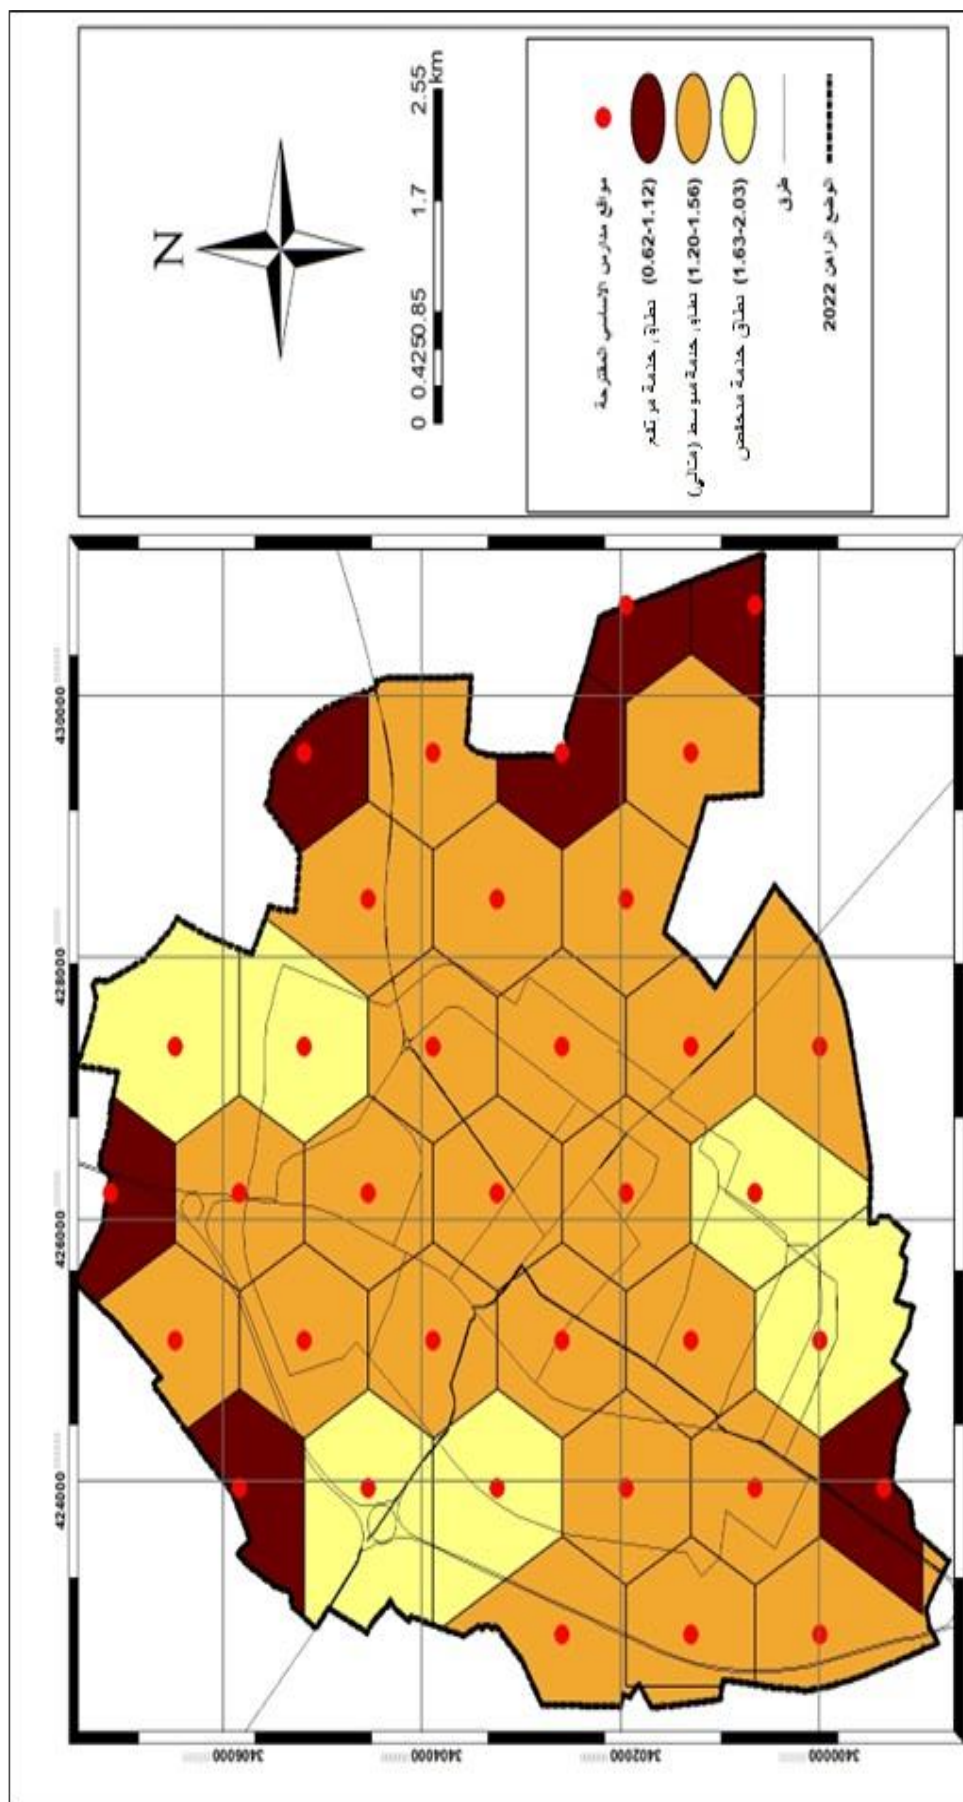 N
0 0.425 0.85 1.7 2.55
km
مواقع مدارس الاساسي المقترحة
(0.62-1.12) نطاق خدمة مرتفع
(1.20-1.56) نطاق خدمة متوسط (مثالي)
(1.63-2.03) نطاق خدمة منخفض
طرق
الوضع الراهن 2022
424000
426000
428000
430000
3406000
3404000
3402000
3400000